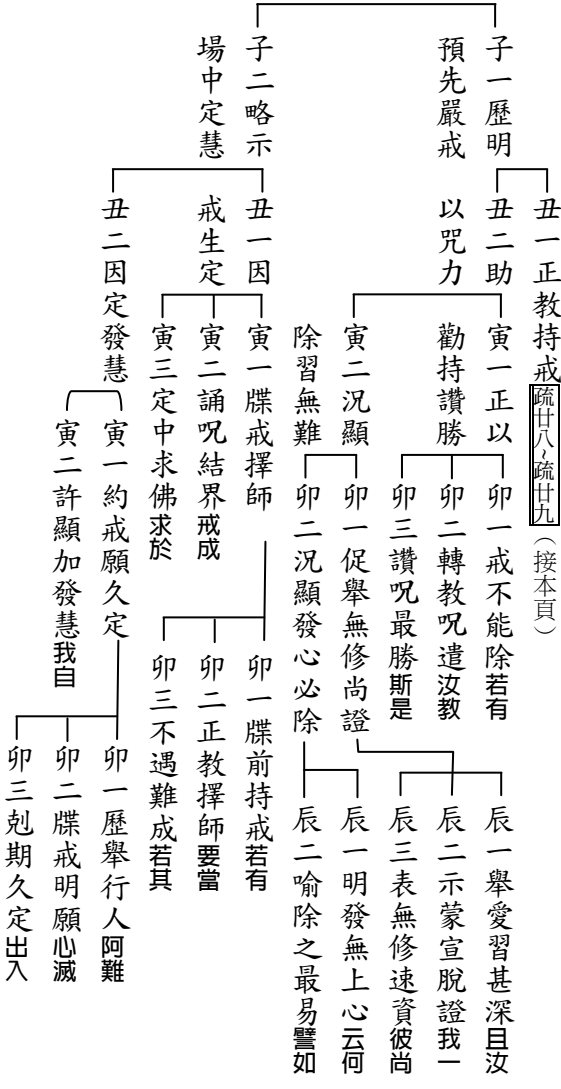 子一歷明
預先嚴戒
丑一正教持戒疏廿八~疏廿九（接本頁）
丑二助
以咒力
寅一正以
勸持讚勝
卯一戒不能除若有
卯二轉教咒遣汝教
卯三讚咒最勝斯是
寅二況顯
除習無難
卯一促舉無修尚證
辰一舉愛習甚深且汝
辰二示蒙宣脫證我一
辰三表無修速資彼尚
卯二況顯發心必除
辰一明發無上心云何
辰二喻除之最易譬如
子二略示
場中定慧
丑一因
戒生定
寅一牒戒擇師
卯一牒前持戒若有
卯二正教擇師要當
卯三不遇難成若其
寅二誦咒結界戒成
寅三定中求佛求於
丑二因定發慧
寅一約戒願久定
卯一歷舉行人阿難
卯二牒戒明願心滅
卯三剋期久定出入
寅二許顯加發慧我自